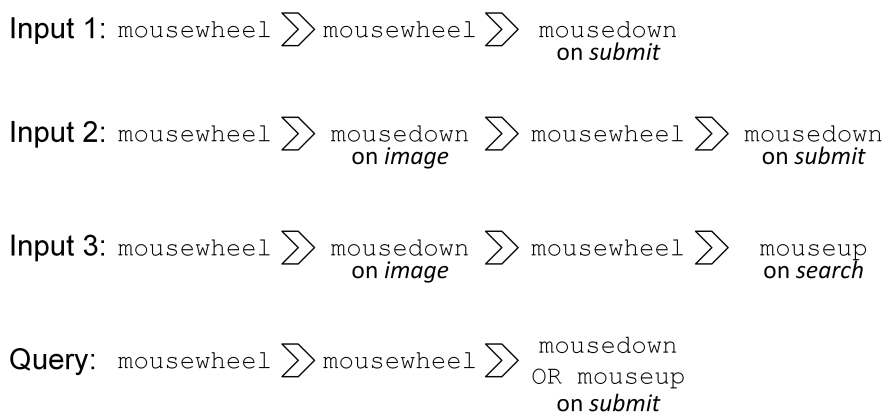 Input 1: mousewheel mousewheel mousedown
on submit
Input 2: mousewheel mousedown mousewheel mousedown
on image on submit
Input 3: mousewheel mousedown mousewheel mouseup
on image on search
Query: mousewheel mousewheel mousedown
OR mouseup
on submit